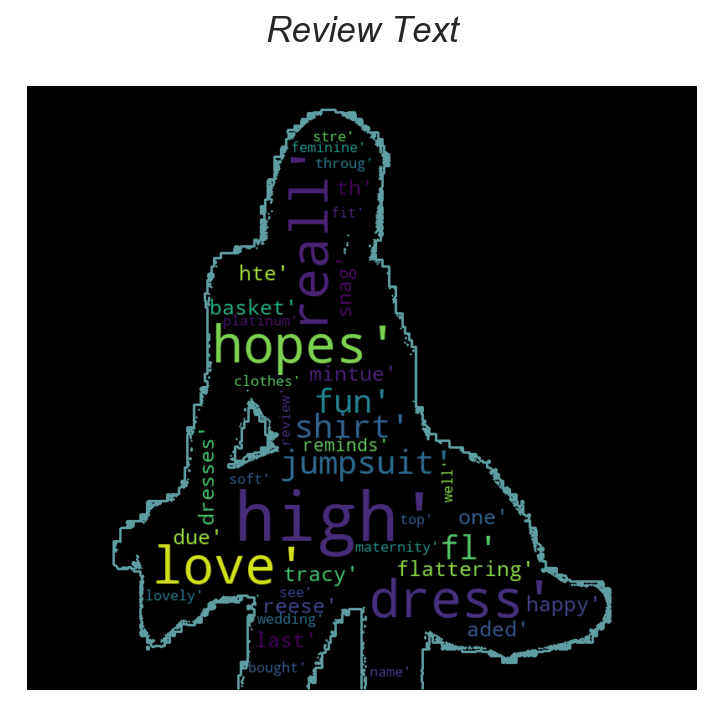 Review Text
stre'
feminine'
throug'
reall'
th'
fit'
hte'
snag'
basket'
platinum'
hopes'
mintue'
clothes'
fun'
review'
shirt'
reminds'
dresses'
jumpsuit'
soft'
well'
high'
top'
one'
due'
love'
maternity'
fl'
tracy'
flattering'
lovely'
see'
reese'
dress'
happy'
wedding'
aded'
last'
bought'
name'